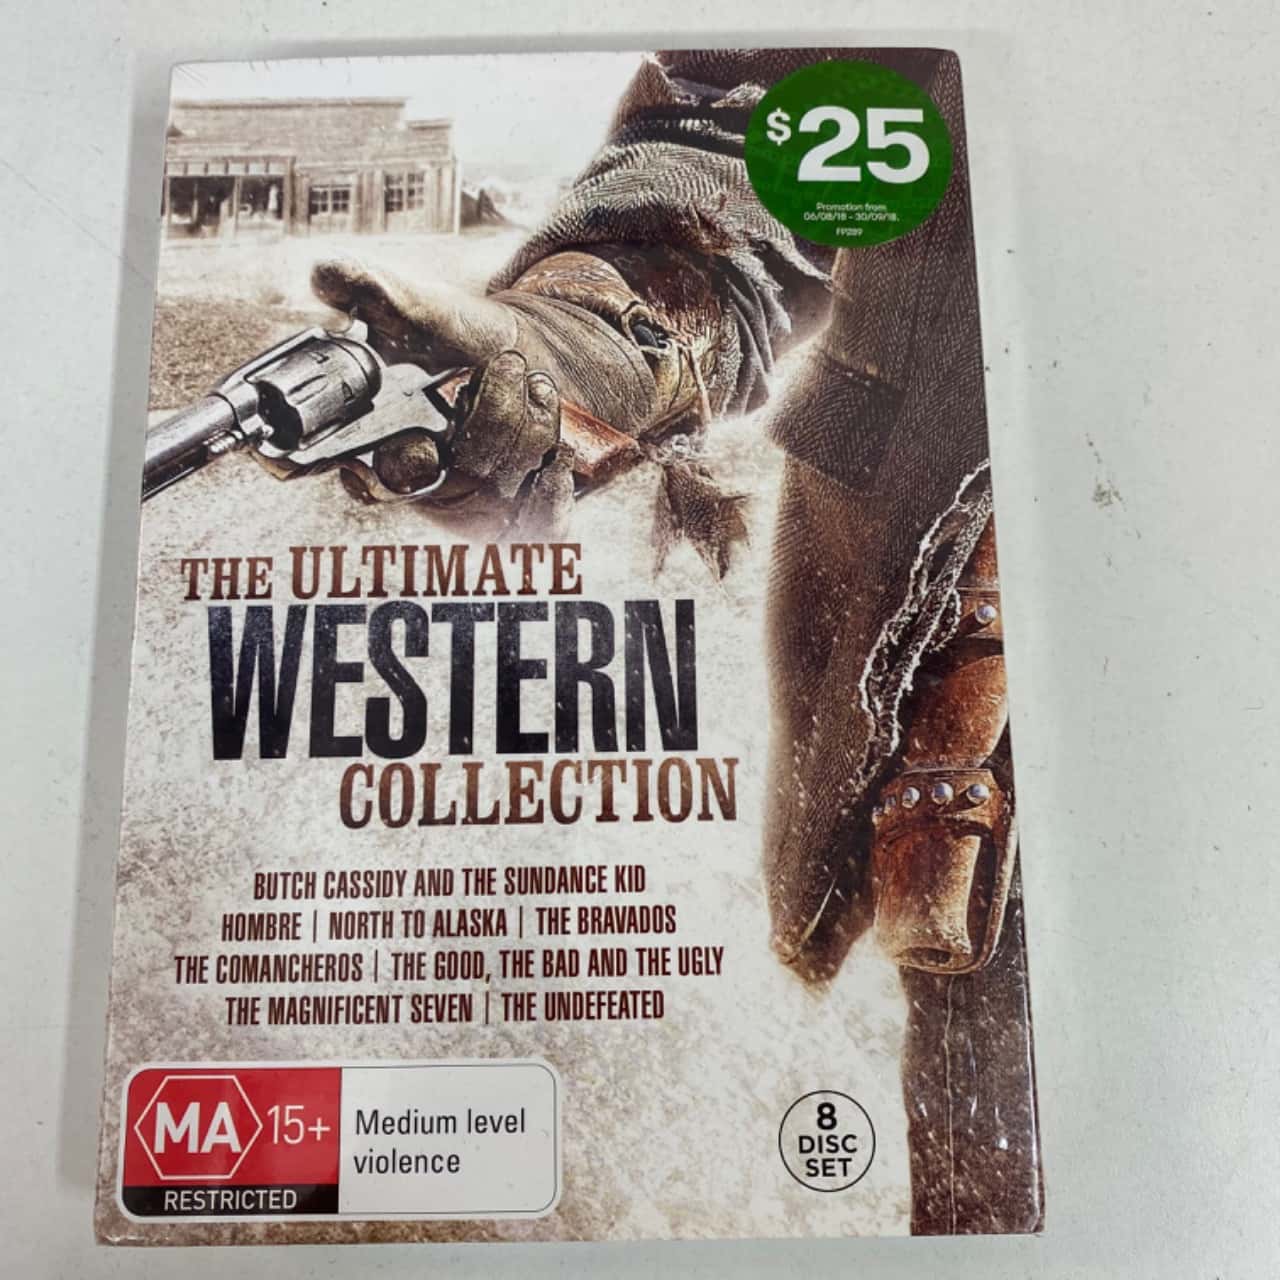 $25
Promotion from
06/08/18 - 30/09/18.
FP289
THE ULTIMATE
WESTERN
COLLECTION
BUTCH CASSIDY AND THE SUNDANCE KID
HOMBRE | NORTH TO ALASKA | THE BRAVADOS
THE COMANCHEROS | THE GOOD, THE BAD AND THE UGLY
THE MAGNIFICENT SEVEN | THE UNDEFEATED
MA 15+
RESTRICTED
Medium level
violence
8
DISC
SET